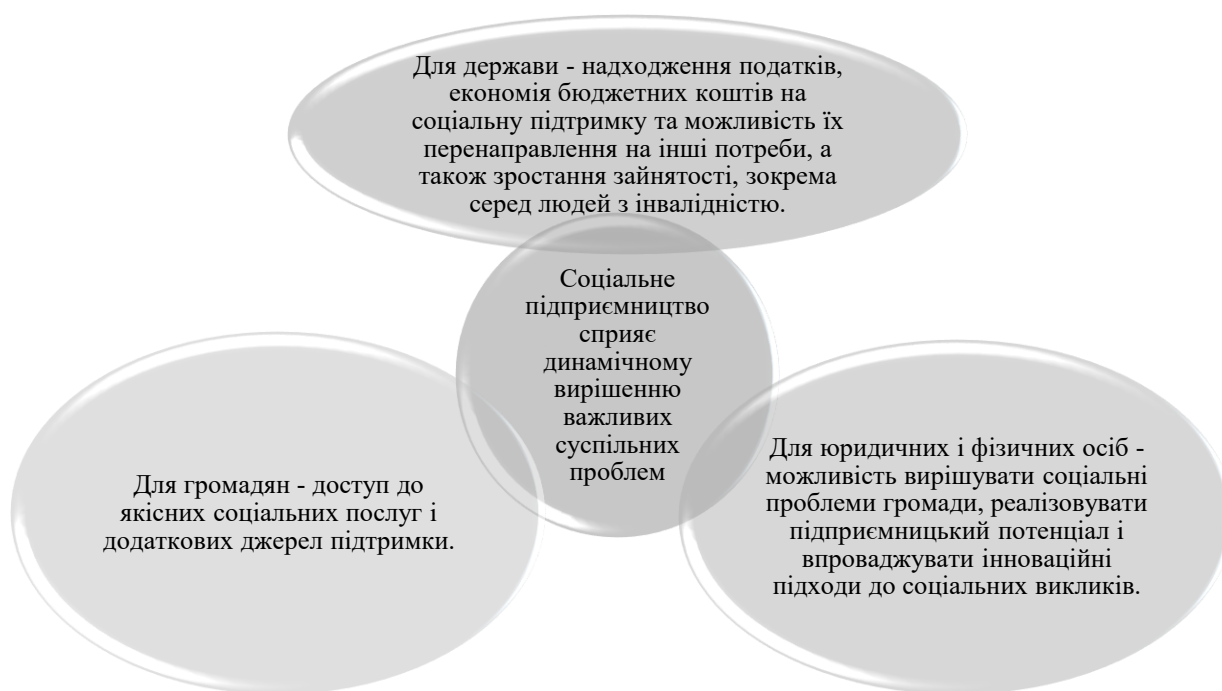 Для держави - надходження податків,
економія бюджетних коштів на
соціальну підтримку та можливість їх
перенаправлення на інші потреби, а
також зростання зайнятості, зокрема
серед людей з інвалідністю.
Соціальне
підприємництво
сприяє
динамічному
вирішенню
важливих
суспільних
проблем
Для громадян - доступ до
якісних соціальних послуг і
додаткових джерел підтримки.
Для юридичних і фізичних осіб -
можливість вирішувати соціальні
проблеми громади, реалізовувати
підприємницький потенціал і
впроваджувати інноваційні
підходи до соціальних викликів.